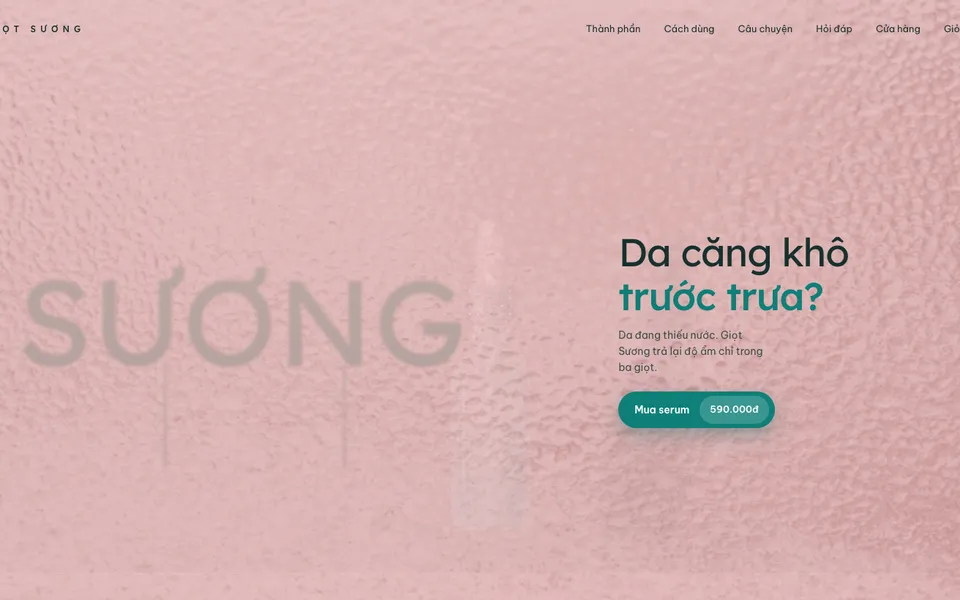 ỌT SƯƠNG
Thành phần
Cách dùng
Câu chuyện
Hỏi đáp
Cửa hàng
Giỏ
SƯƠNG
Da căng khô
trước trưa?
Da đang thiếu nước. Giọt
Sương trả lại độ ẩm chỉ trong
ba giọt.
Mua serum
590.000đ